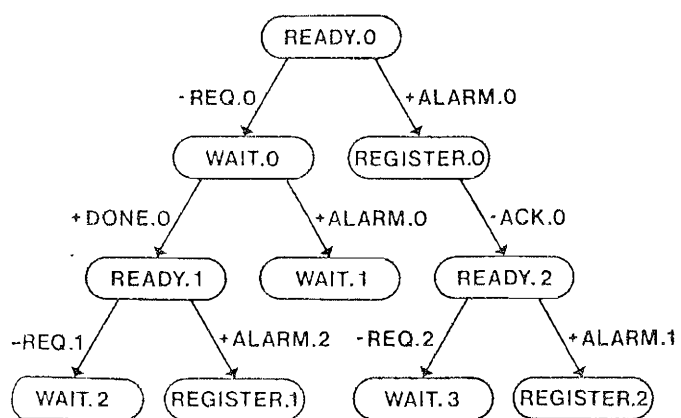 READY.0
-REQ.0 +ALARM.0
WAIT.0 REGISTER.0
+DONE.0 +ALARM.0 -ACK.0
READY.1 WAIT.1 READY.2
-REQ.1 +ALARM.2 -REQ.2 +ALARM.1
WAIT.2 REGISTER.1 WAIT.3 REGISTER.2